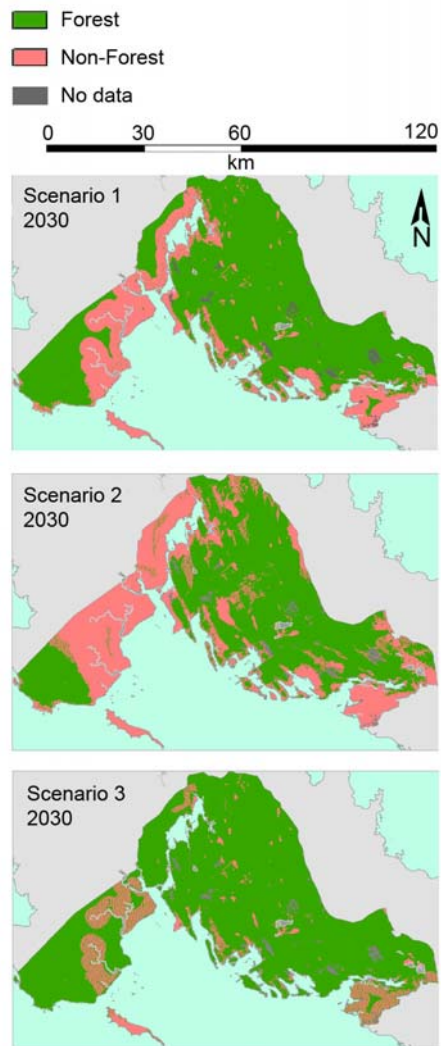 Forest
Non-Forest
No data
0 30 60 120
km
Scenario 1
2030
N
Scenario 2
2030
Scenario 3
2030